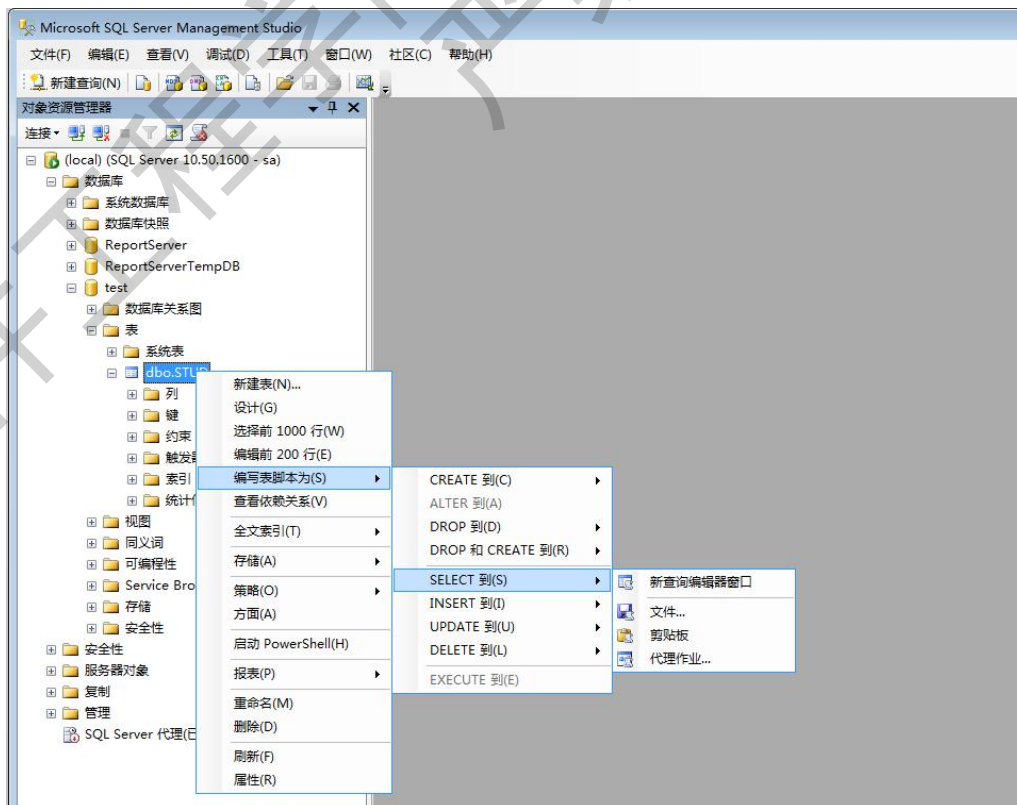 Microsoft SQL Server Management Studio
文件(F) 编辑(E) 查看(V) 调试(D) 工具(T) 窗口(W) 社区(C) 帮助(H)
新建查询(N)
对象资源管理器
连接
(local) (SQL Server 10.50.1600 - sa)
数据库
系统数据库
数据库快照
ReportServer
ReportServerTempDB
test
数据库关系图
表
系统表
dbo.STUD
列
键
约束
触发器
索引
统计
视图
同义词
可编程性
Service Bro
存储
安全性
安全性
服务器对象
复制
管理
SQL Server 代理(已
新建表(N)...
设计(G)
选择前 1000 行(W)
编辑前 200 行(E)
编写表脚本为(S)
查看依赖关系(V)
全文索引(T)
存储(A)
策略(O)
方面(A)
启动 PowerShell(H)
报表(P)
重命名(M)
删除(D)
刷新(F)
属性(R)
CREATE 到(C)
ALTER 到(A)
DROP 到(D)
DROP 和 CREATE 到(R)
SELECT 到(S)
INSERT 到(I)
UPDATE 到(U)
DELETE 到(L)
EXECUTE 到(E)
新查询编辑器窗口
文件...
剪贴板
代理作业...
工程学